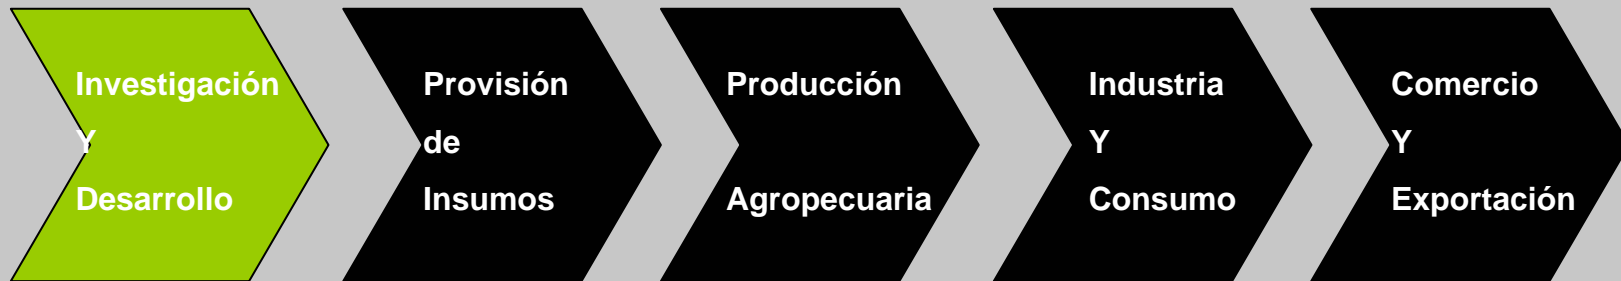 Investigación
Y
Desarrollo
Provisión
de
Insumos
Producción
Agropecuaria
Industria
Y
Consumo
Comercio
Y
Exportación